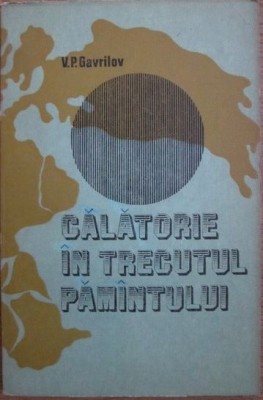 V.P. Gavrilov
CĂLĂTORIE
ÎN TRECUTUL
PĂMÎNTULUI